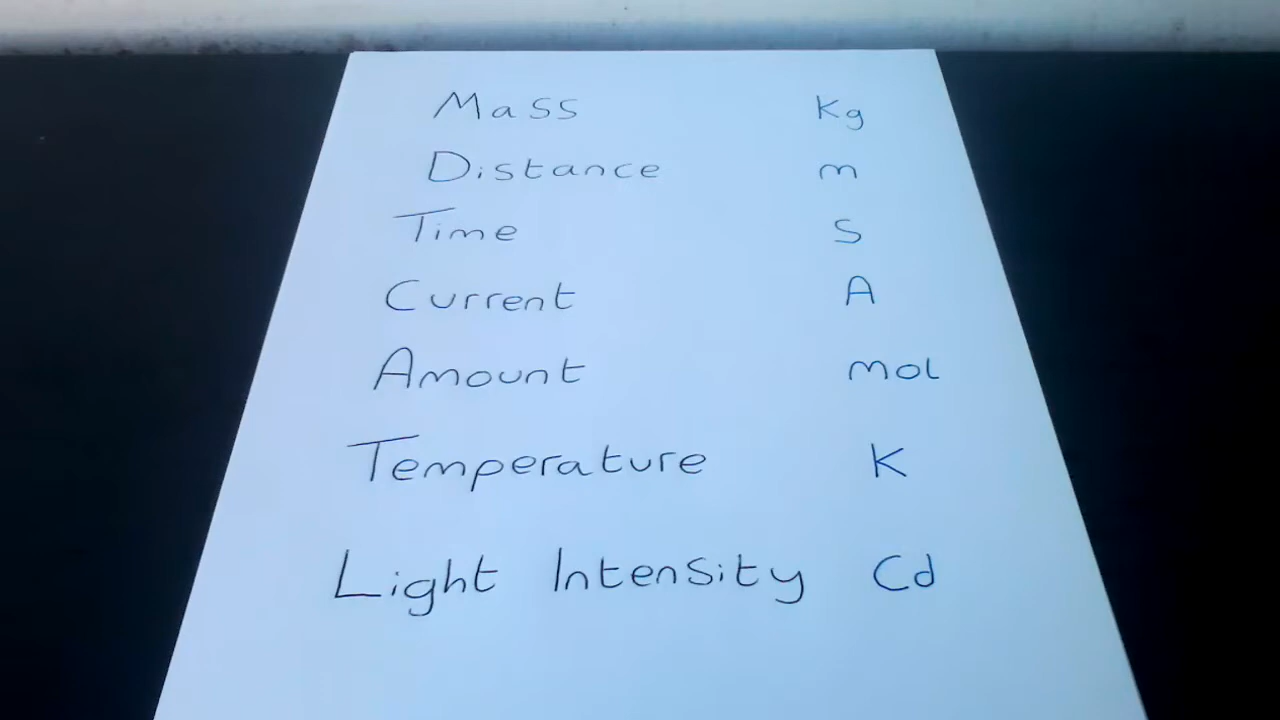 Mass Kg
Distance m
Time S
Current A
Amount mol
Temperature K
Light Intensity Cd